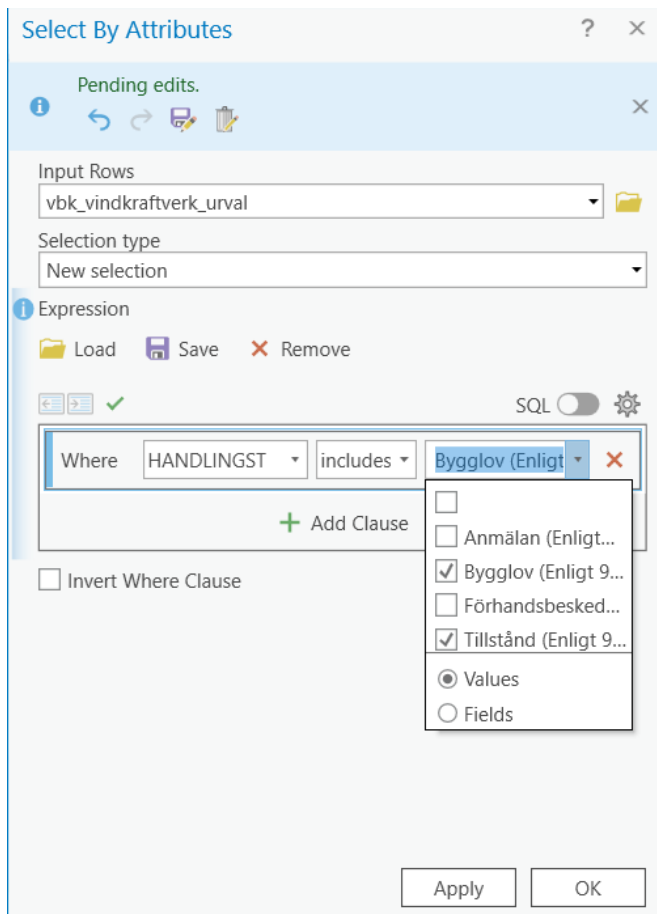 Select By Attributes ?
Pending edits.
Input Rows
vbk_vindkraftverk_urval
Selection type
New selection
Expression
Load Save Remove
SQL
Where HANDLINGST includes Bygglov (Enligt
Add Clause
Anmälan (Enligt...
Bygglov (Enligt 9...
Förhandsbesked...
Tillstånd (Enligt 9...
Values
Fields
Invert Where Clause
Apply OK